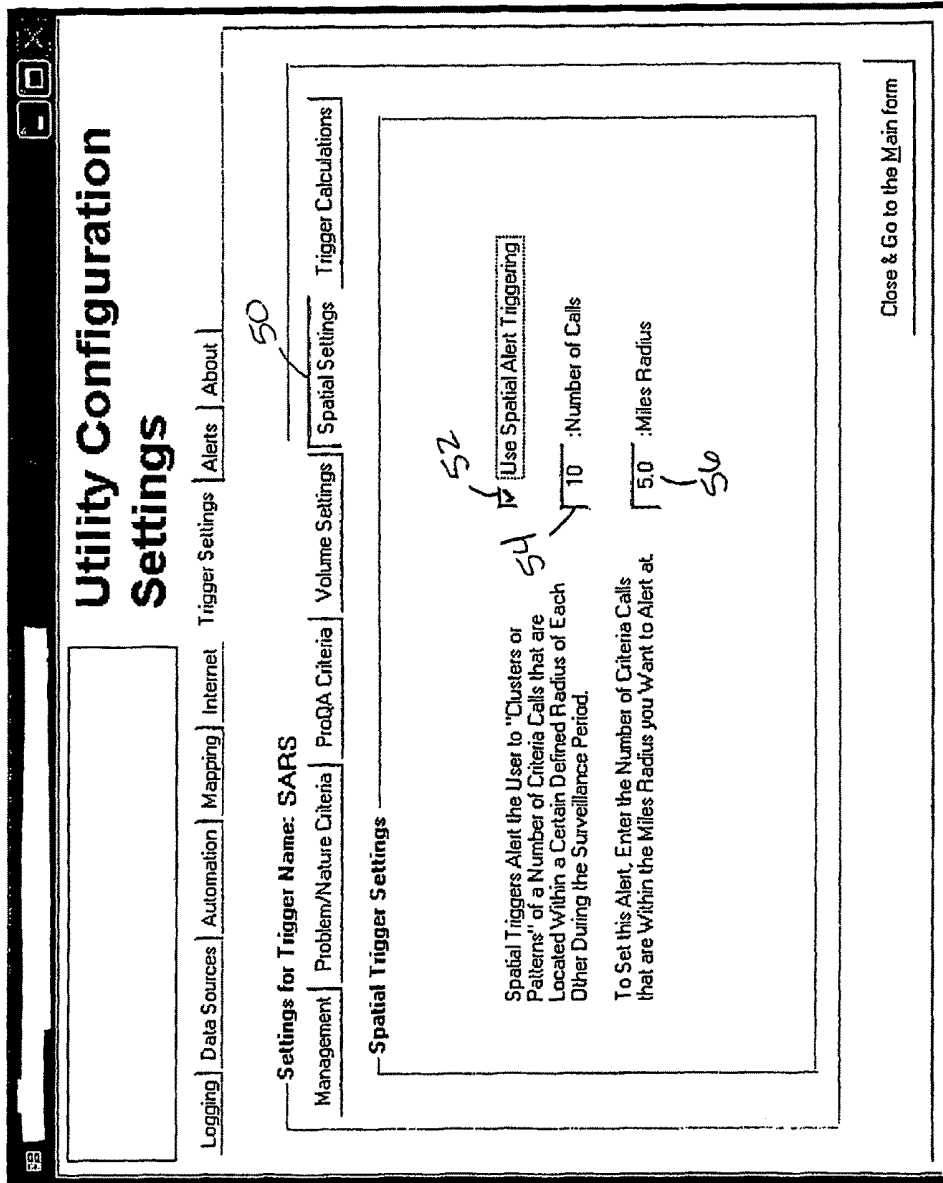 Utility Configuration
Settings
Logging Data Sources Automation Mapping Internet Trigger Settings Alerts About
50
Settings for Trigger Name: SARS
Management Problem/Nature Criteria ProQA Criteria Volume Settings Spatial Settings Trigger Calculations
Spatial Trigger Settings
52
Spatial Triggers Alert the User to "Clusters or
Patterns" of a Number of Criteria Calls that are
Located Within a Certain Defined Radius of Each
Other During the Surveillance Period.
Use Spatial Alert Triggering
54
10 :Number of Calls
To Set this Alert, Enter the Number of Criteria Calls
that are Within the Miles Radius you Want to Alert at.
5.0 :Miles Radius
56
Close & Go to the Main form